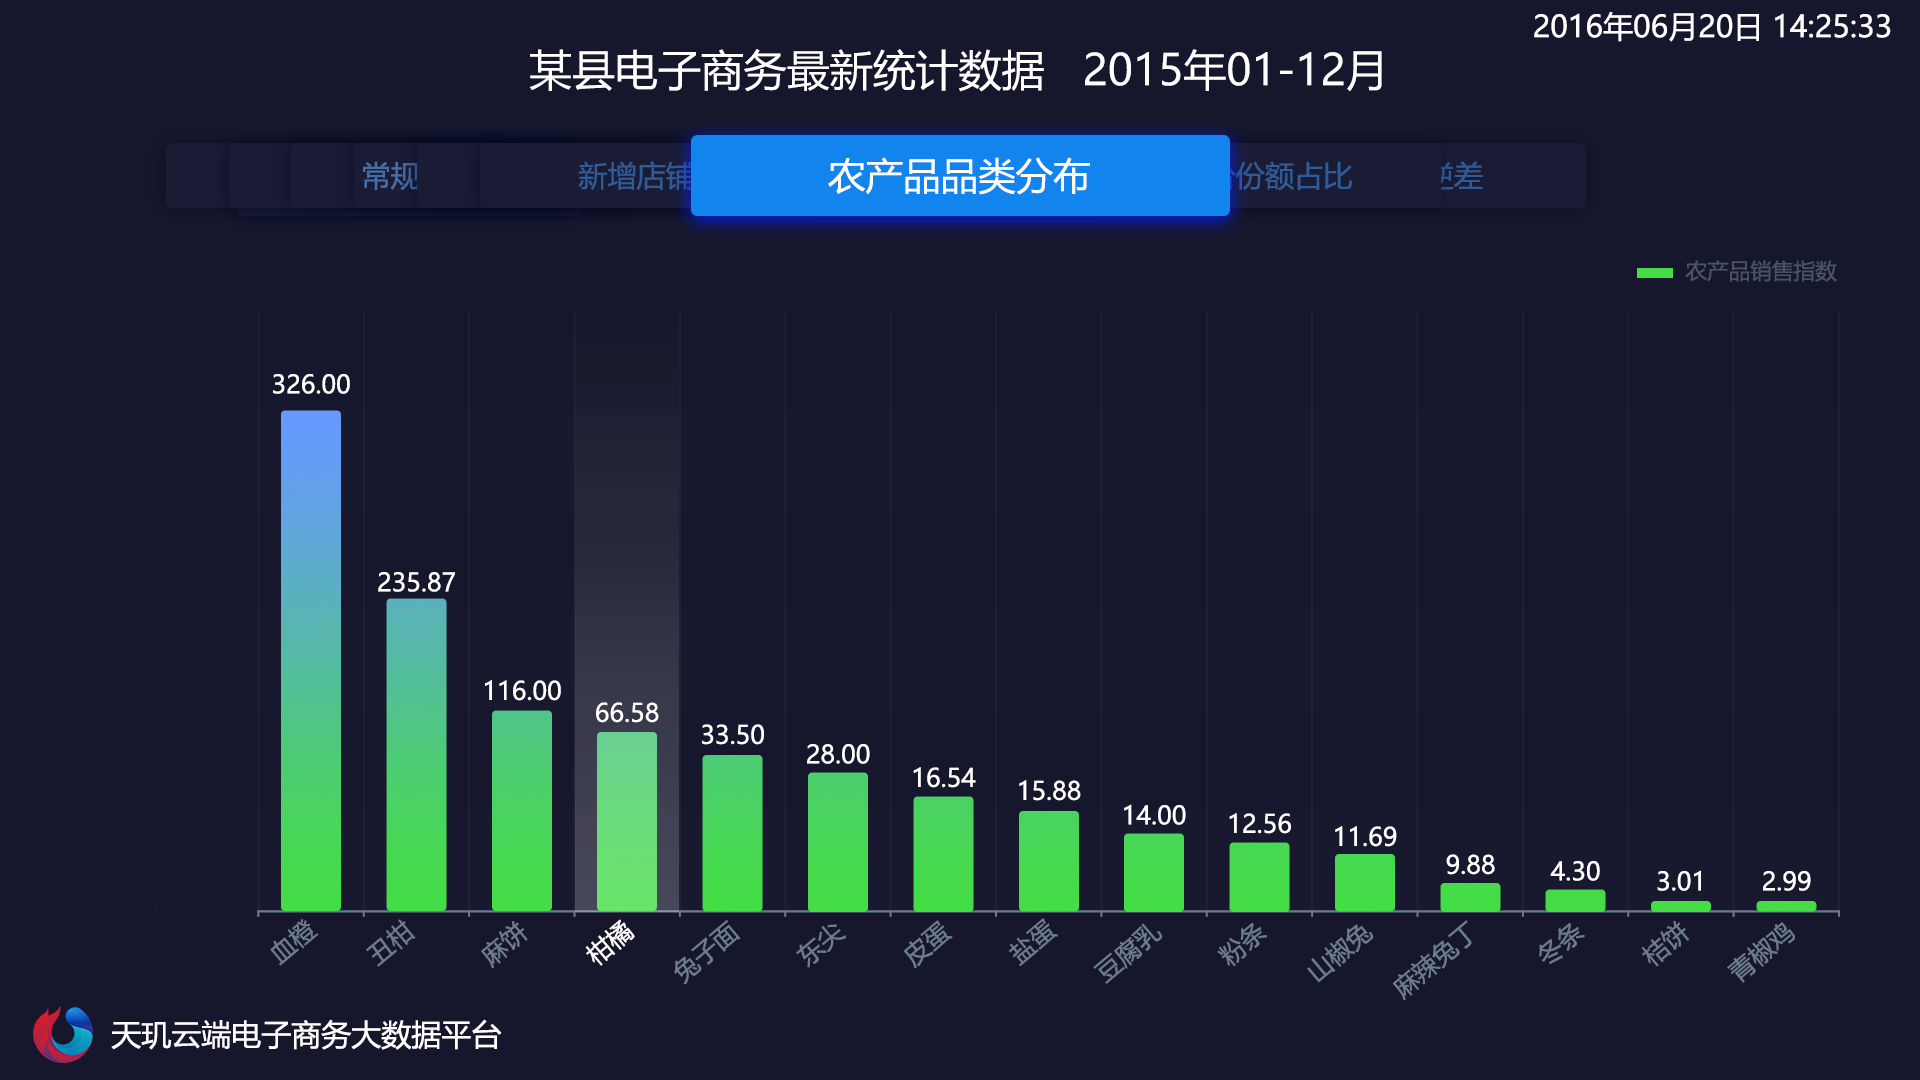 2016年06月20日 14:25:33
某县电子商务最新统计数据 2015年01-12月
常规
新增店铺
农产品品类分布
份额占比
逆差
农产品销售指数
326.00
235.87
116.00
66.58
33.50
28.00
16.54
15.88
14.00
12.56
11.69
9.88
4.30
3.01
2.99
血橙
丑柑
麻饼
柑橘
兔子面
东尖
皮蛋
盐蛋
豆腐乳
粉条
山椒兔
麻辣兔丁
冬条
桔饼
青椒鸡
天玑云端电子商务大数据平台